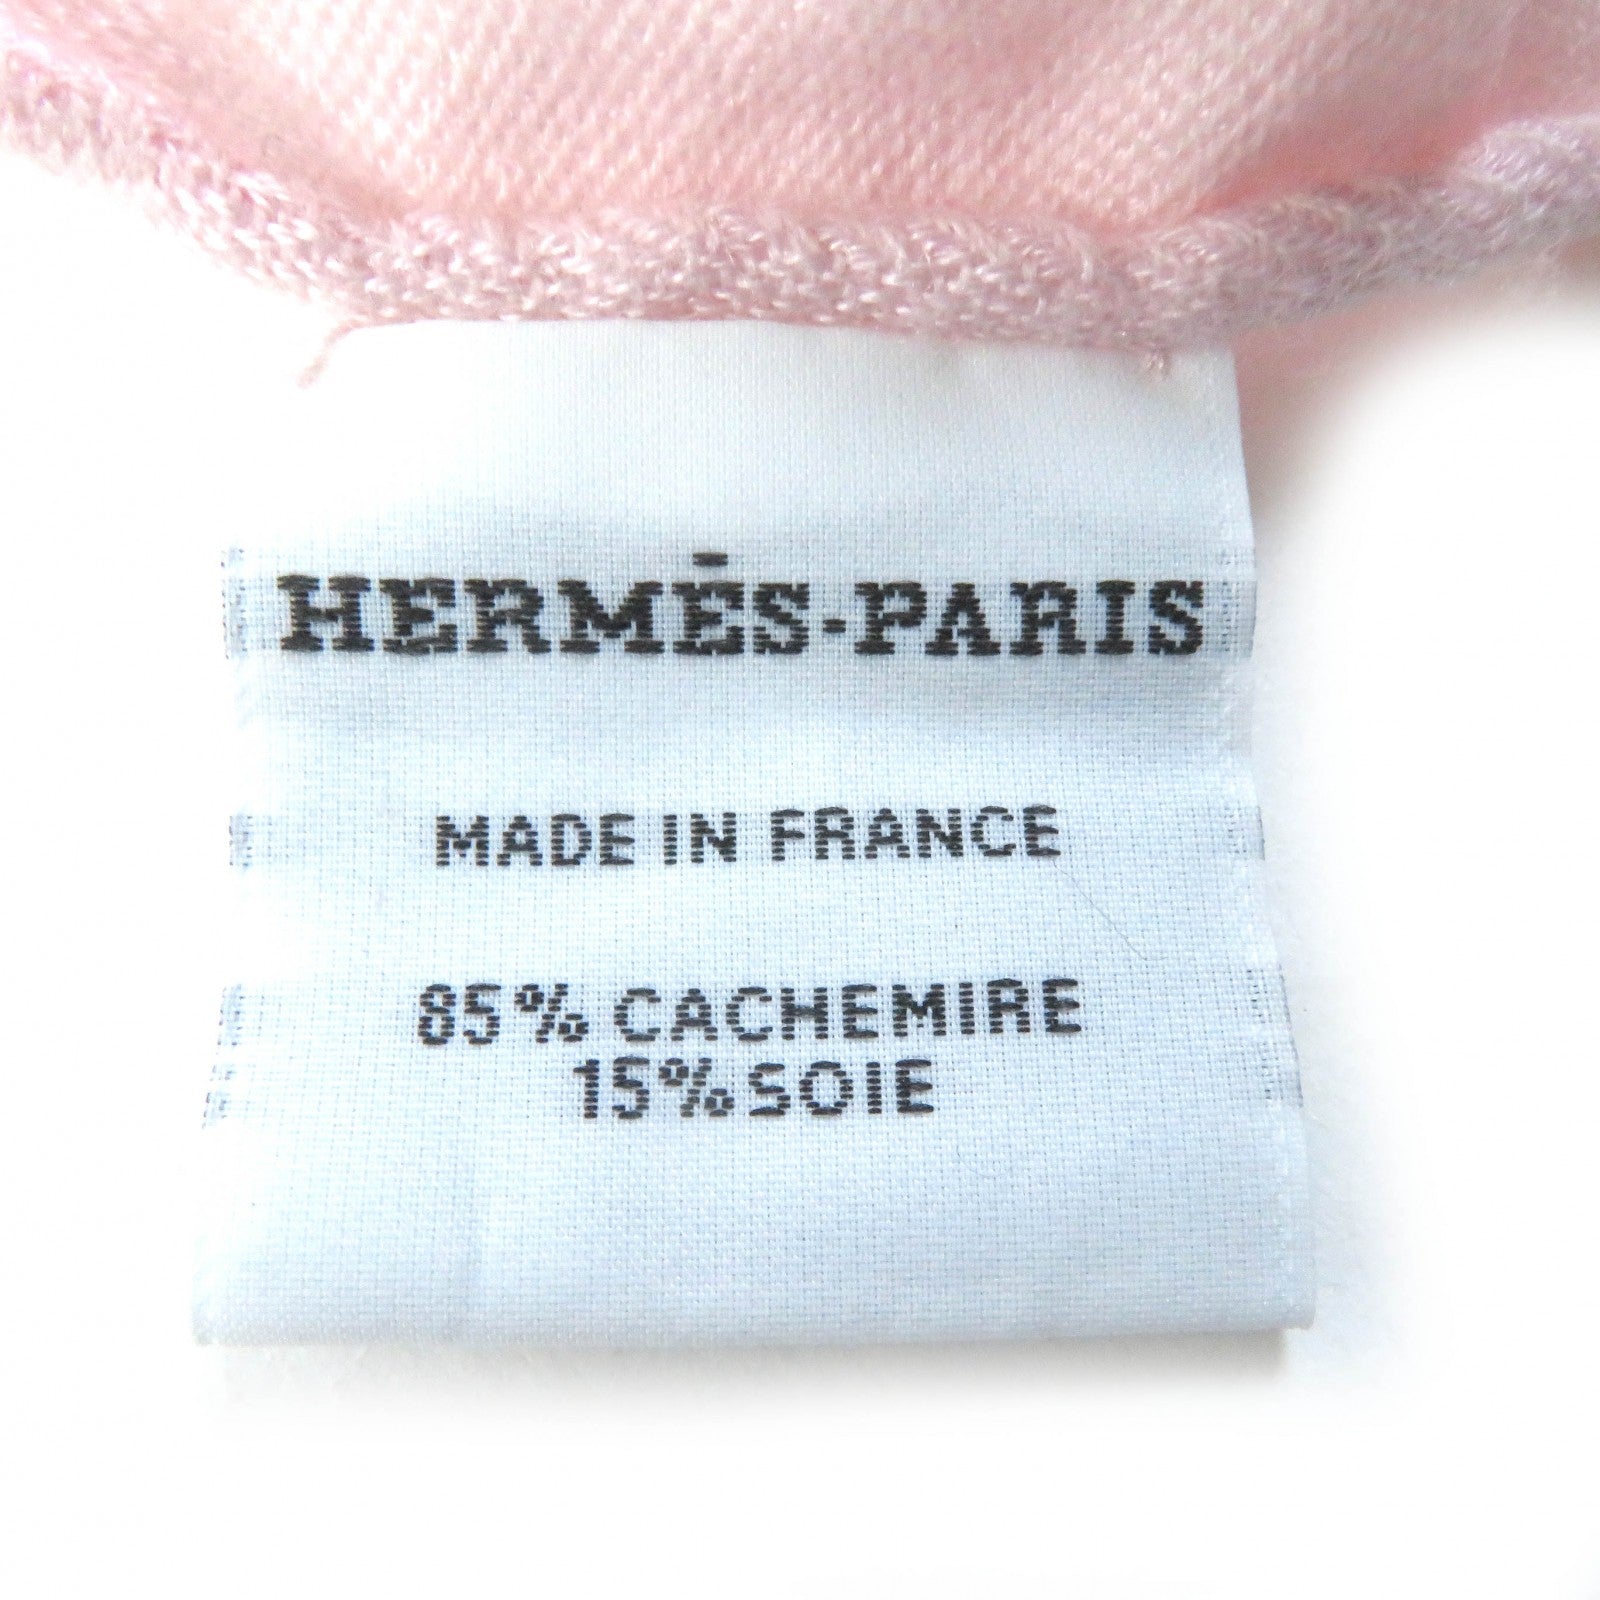 HERMÈS-PARIS
MADE IN FRANCE
85% CACHEMIRE
15% SOIE